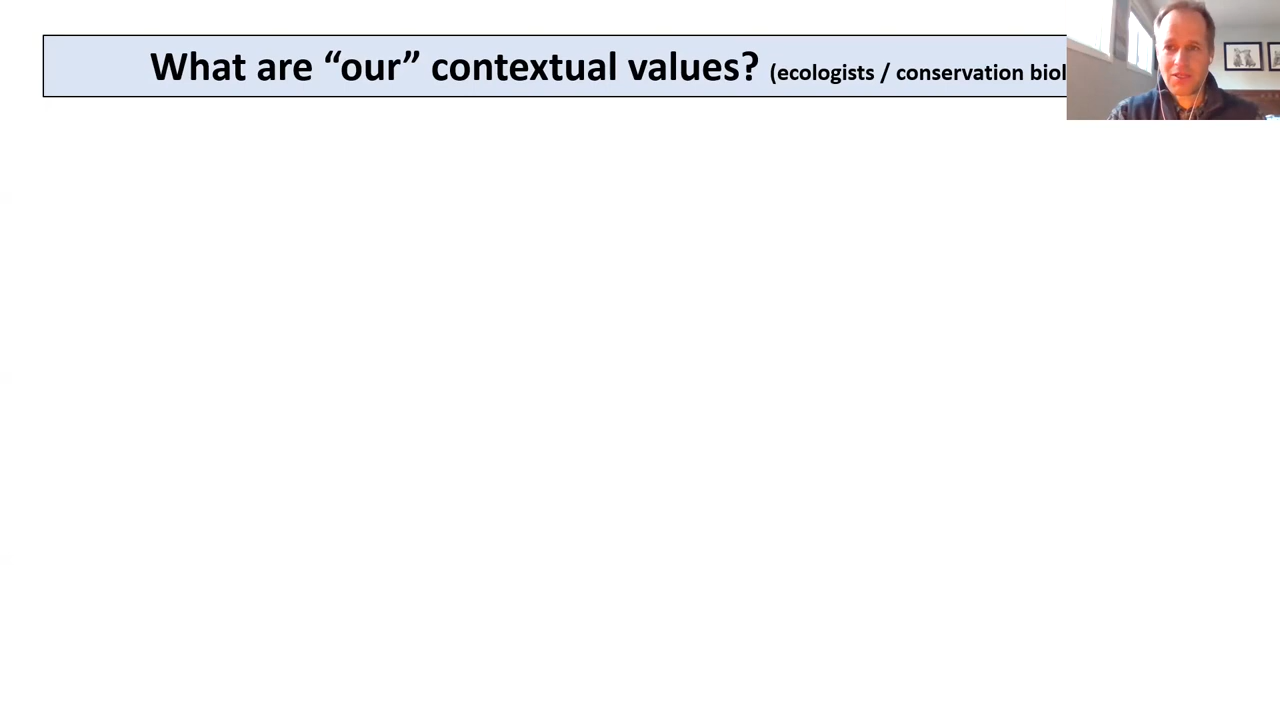 What are “our” contextual values? (ecologists / conservation biol